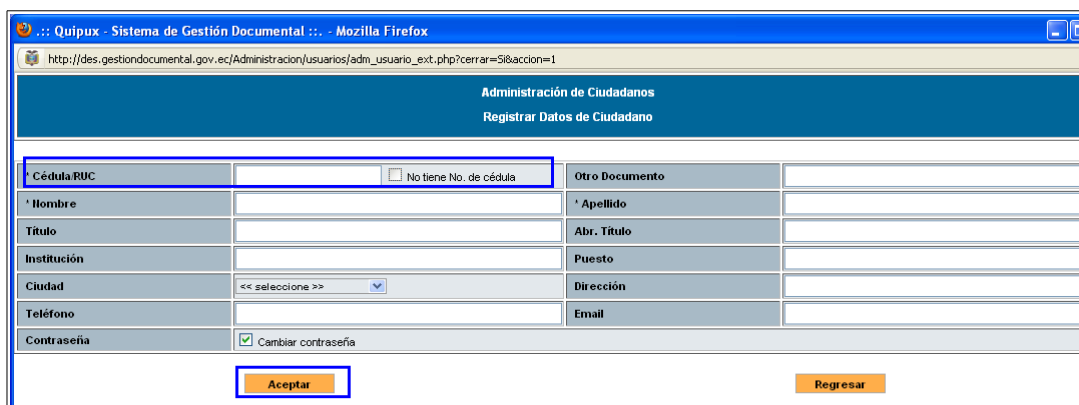 .:: Quipux - Sistema de Gestión Documental ::. - Mozilla Firefox
http://des.gestiondocumental.gov.ec/Administracion/usuarios/adm_usuario_ext.php?cerrar=Si&accion=1
Administración de Ciudadanos
Registrar Datos de Ciudadano
* Cédula/RUC No tiene No. de cédula Otro Documento
* Nombre * Apellido
Título Abr. Título
Institución Puesto
Ciudad << seleccione >> Dirección
Teléfono Email
Contraseña Cambiar contraseña
Aceptar Regresar